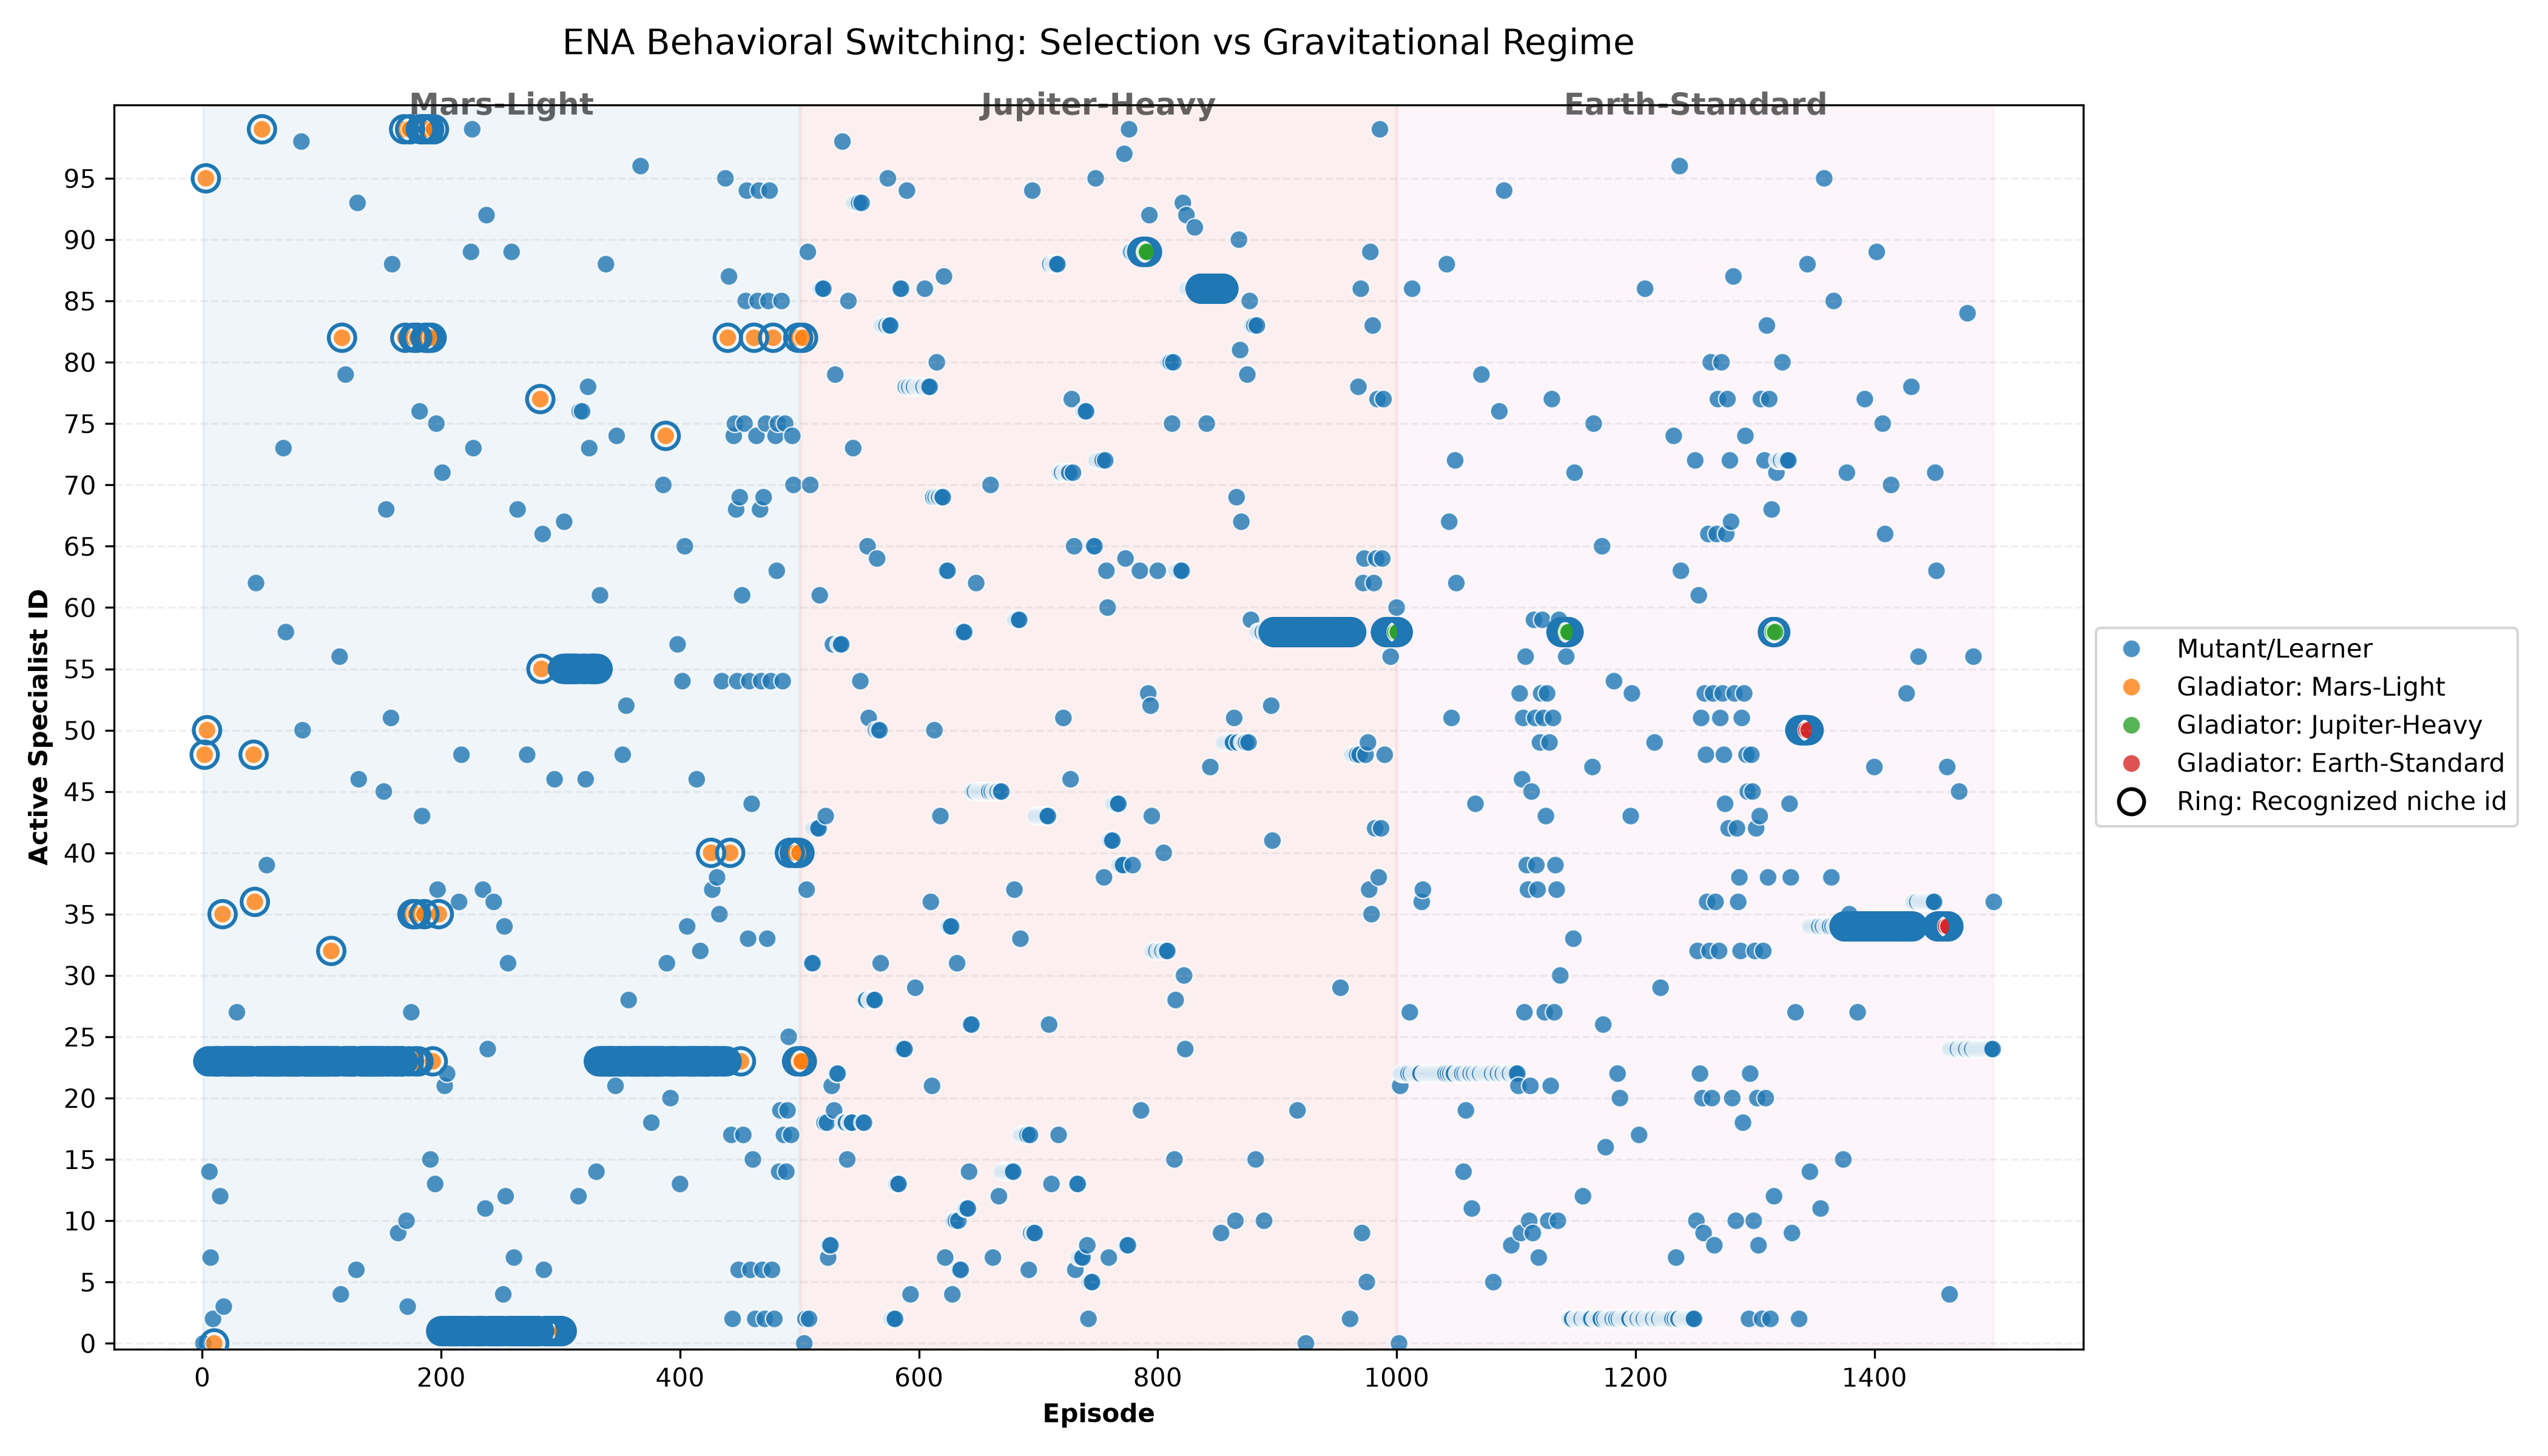 ENA Behavioral Switching: Selection vs Gravitational Regime
Mars-Light
Jupiter-Heavy
Earth-Standard
95
90
85
80
75
70
65
60
55
50
45
40
35
30
25
20
15
10
5
0
Active Specialist ID
0
200
400
600
800
1000
1200
1400
Episode
Mutant/Learner
Gladiator: Mars-Light
Gladiator: Jupiter-Heavy
Gladiator: Earth-Standard
Ring: Recognized niche id